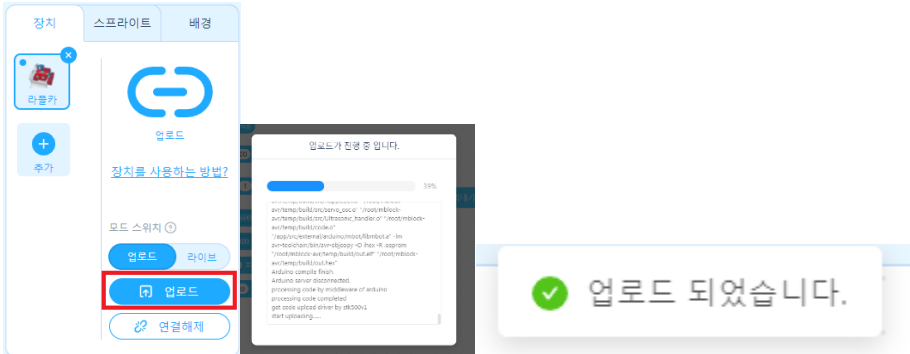 장치
스프라이트
배경
라플카
추가
업로드
장치를 사용하는 방법?
모드 스위치
업로드
라이브
업로드
연결해제
업로드가 진행 중 입니다.
39%
avr/temp/build/src/servo_osc.o" "/root/mblock-
avr/temp/build/src/ultrasonic_handler.o" "/root/mblock-
avr/temp/build/code.o"
"/app/src/external/arduino/mbot/libmbot.a" -lm
avr-toolchain/bin/avr-objcopy -O ihex -R .eeprom
"/root/mblock-avr/temp/build/out.elf" "/root/mblock-
avr/temp/build/out.hex"
Arduino compile finish.
Arduino server disconnected.
processing code by middleware of arduino
processing code completed
get code upload driver by stk500v1
start uploading.....
업로드 되었습니다.